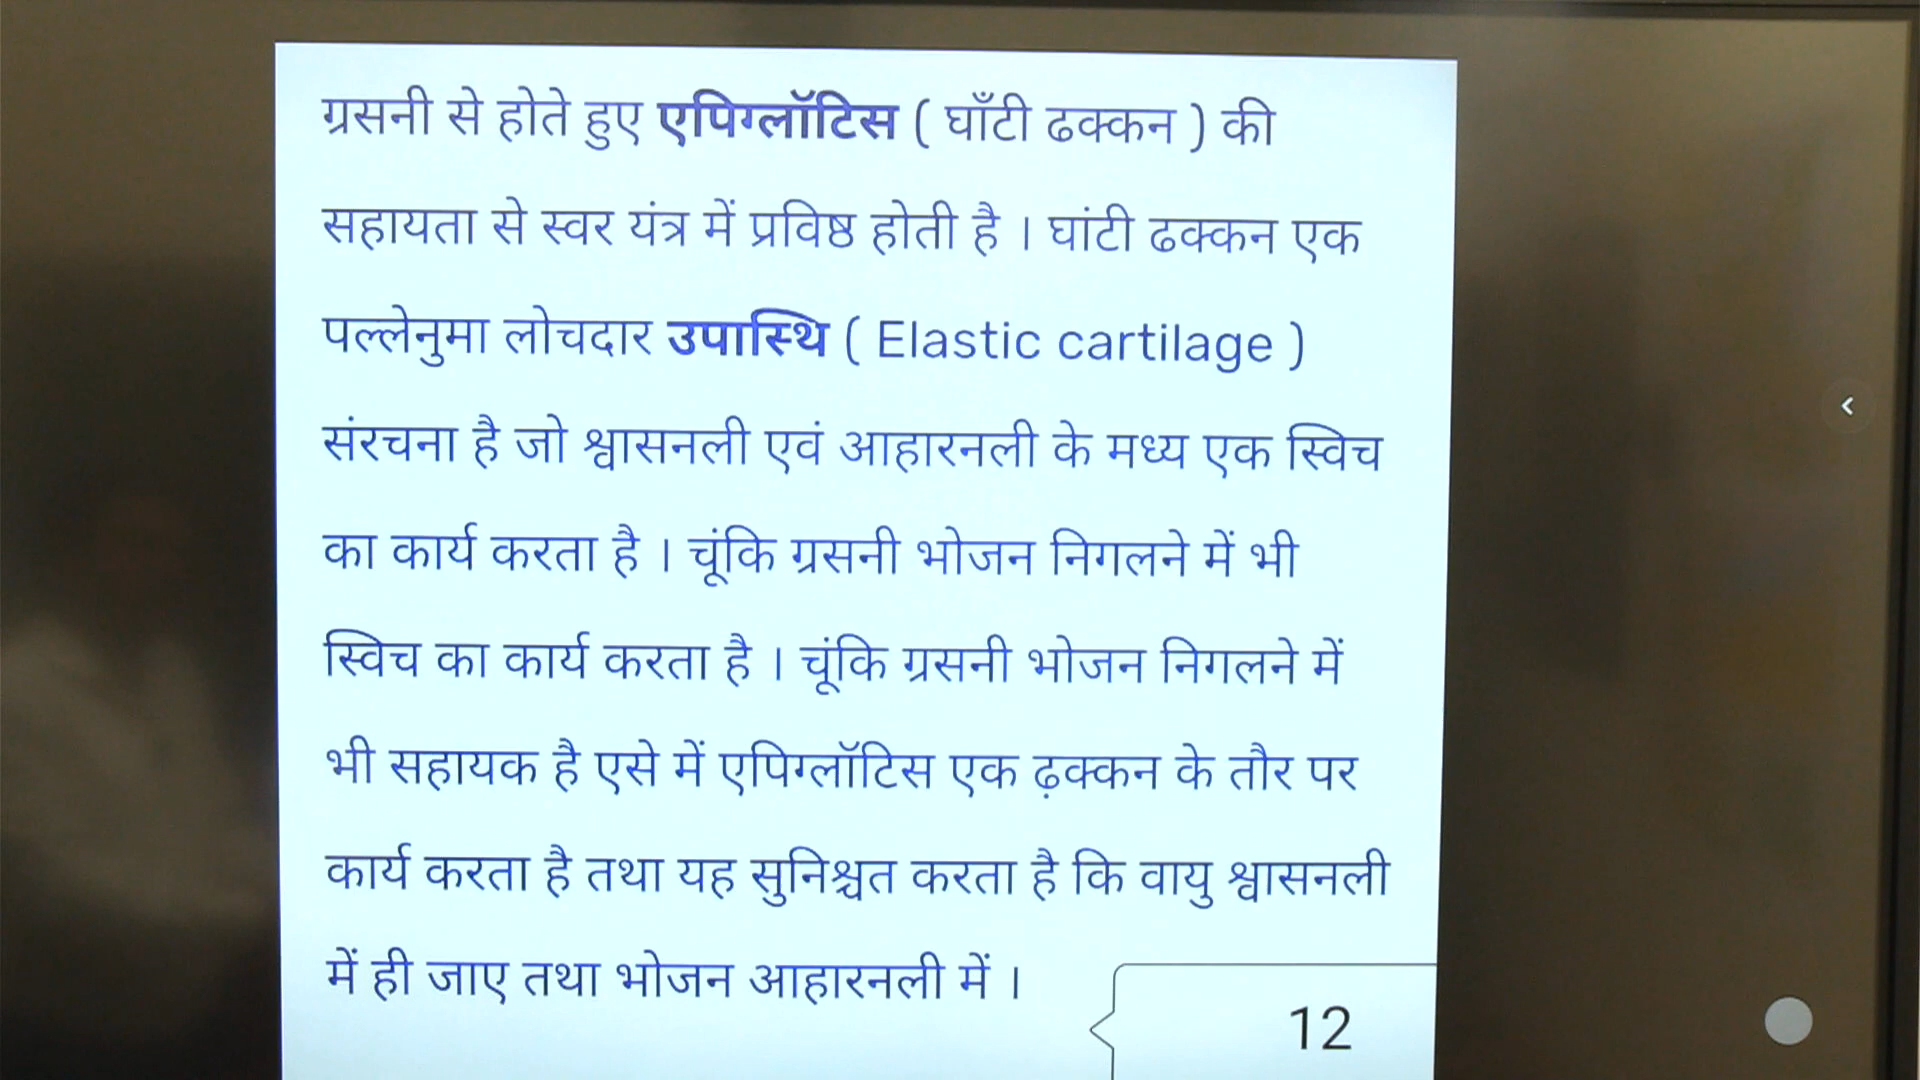 ग्रसनी से होते हुए एपिग्लॉटिस ( घाँटी ढक्कन ) की
सहायता से स्वर यंत्र में प्रविष्ठ होती है । घांटी ढक्कन एक
पल्लेनुमा लोचदार उपास्थि ( Elastic cartilage )
संरचना है जो श्वासनली एवं आहारनली के मध्य एक स्विच
का कार्य करता है । चूंकि ग्रसनी भोजन निगलने में भी
स्विच का कार्य करता है । चूंकि ग्रसनी भोजन निगलने में
भी सहायक है एसे में एपिग्लॉटिस एक ढ़क्कन के तौर पर
कार्य करता है तथा यह सुनिश्चत करता है कि वायु श्वासनली
में ही जाए तथा भोजन आहारनली में ।
12